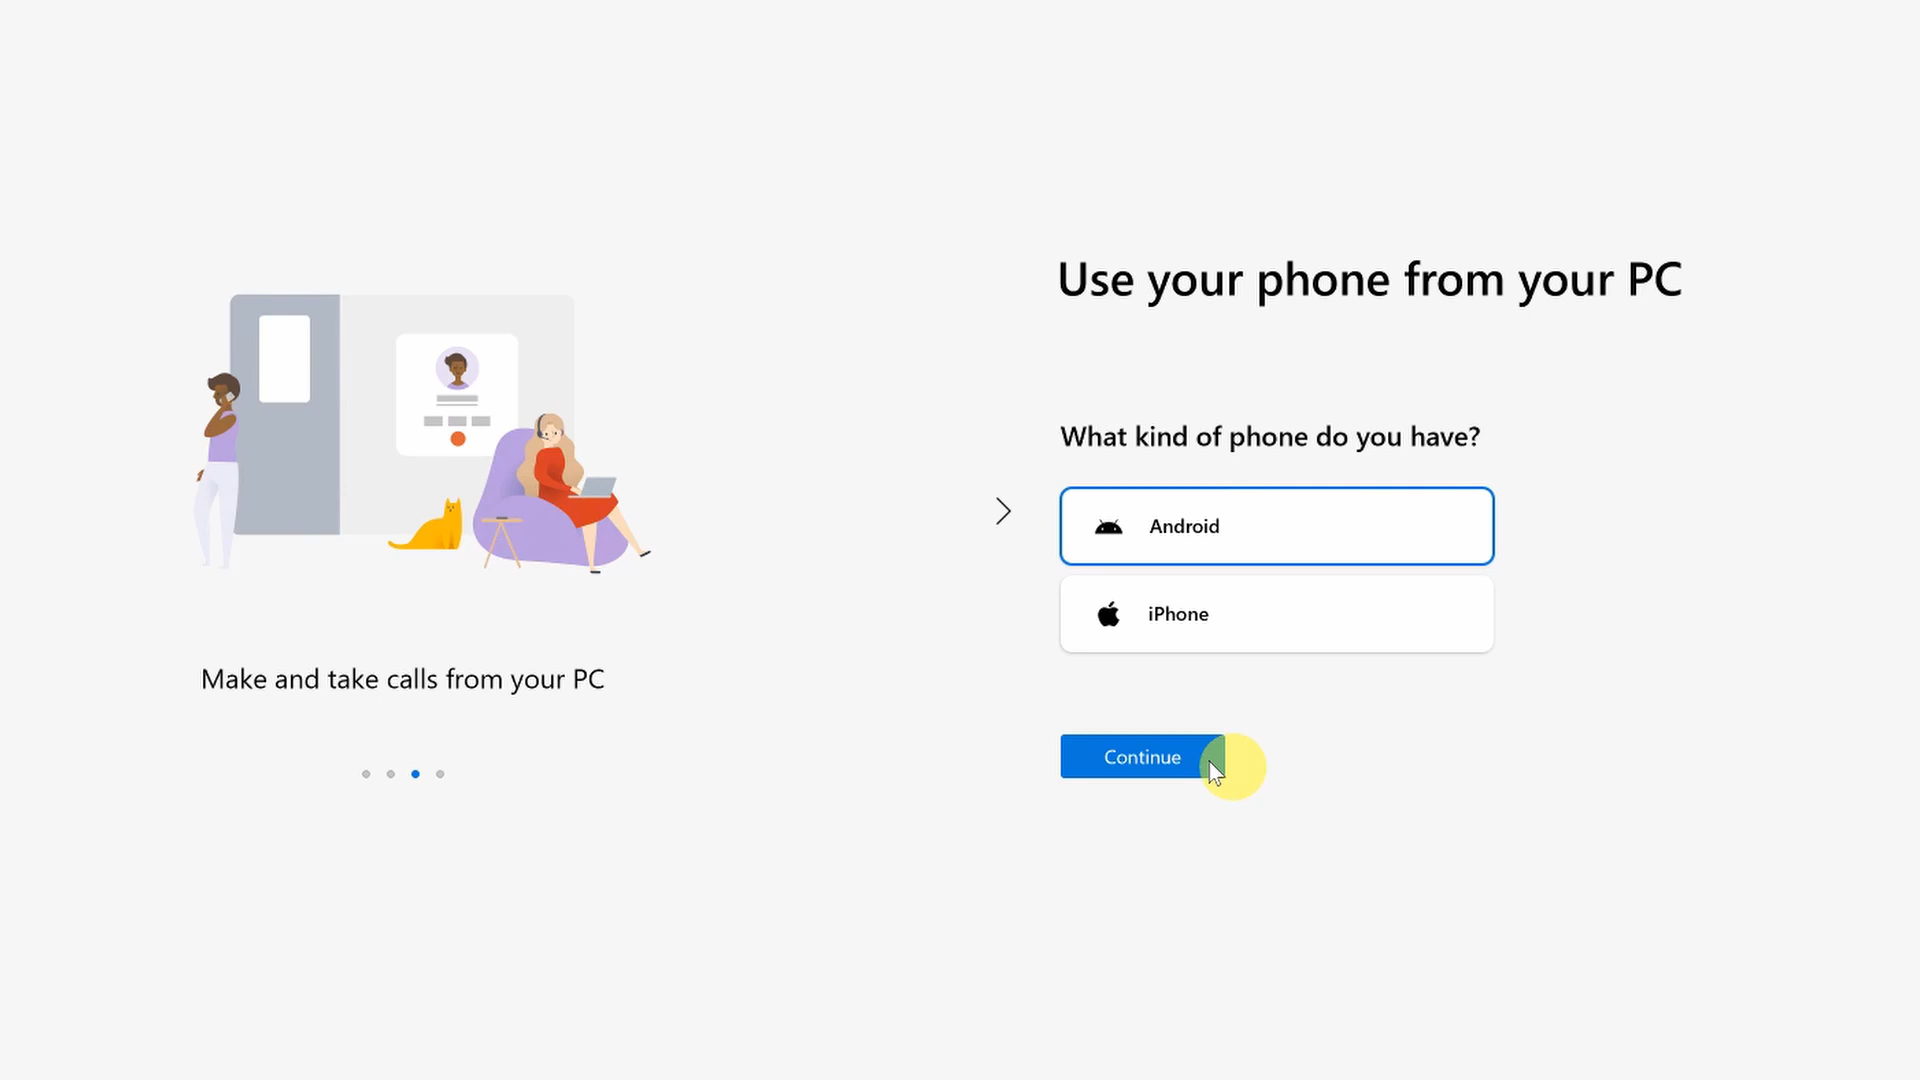 Use your phone from your PC
What kind of phone do you have?
Android
iPhone
Make and take calls from your PC
Continue